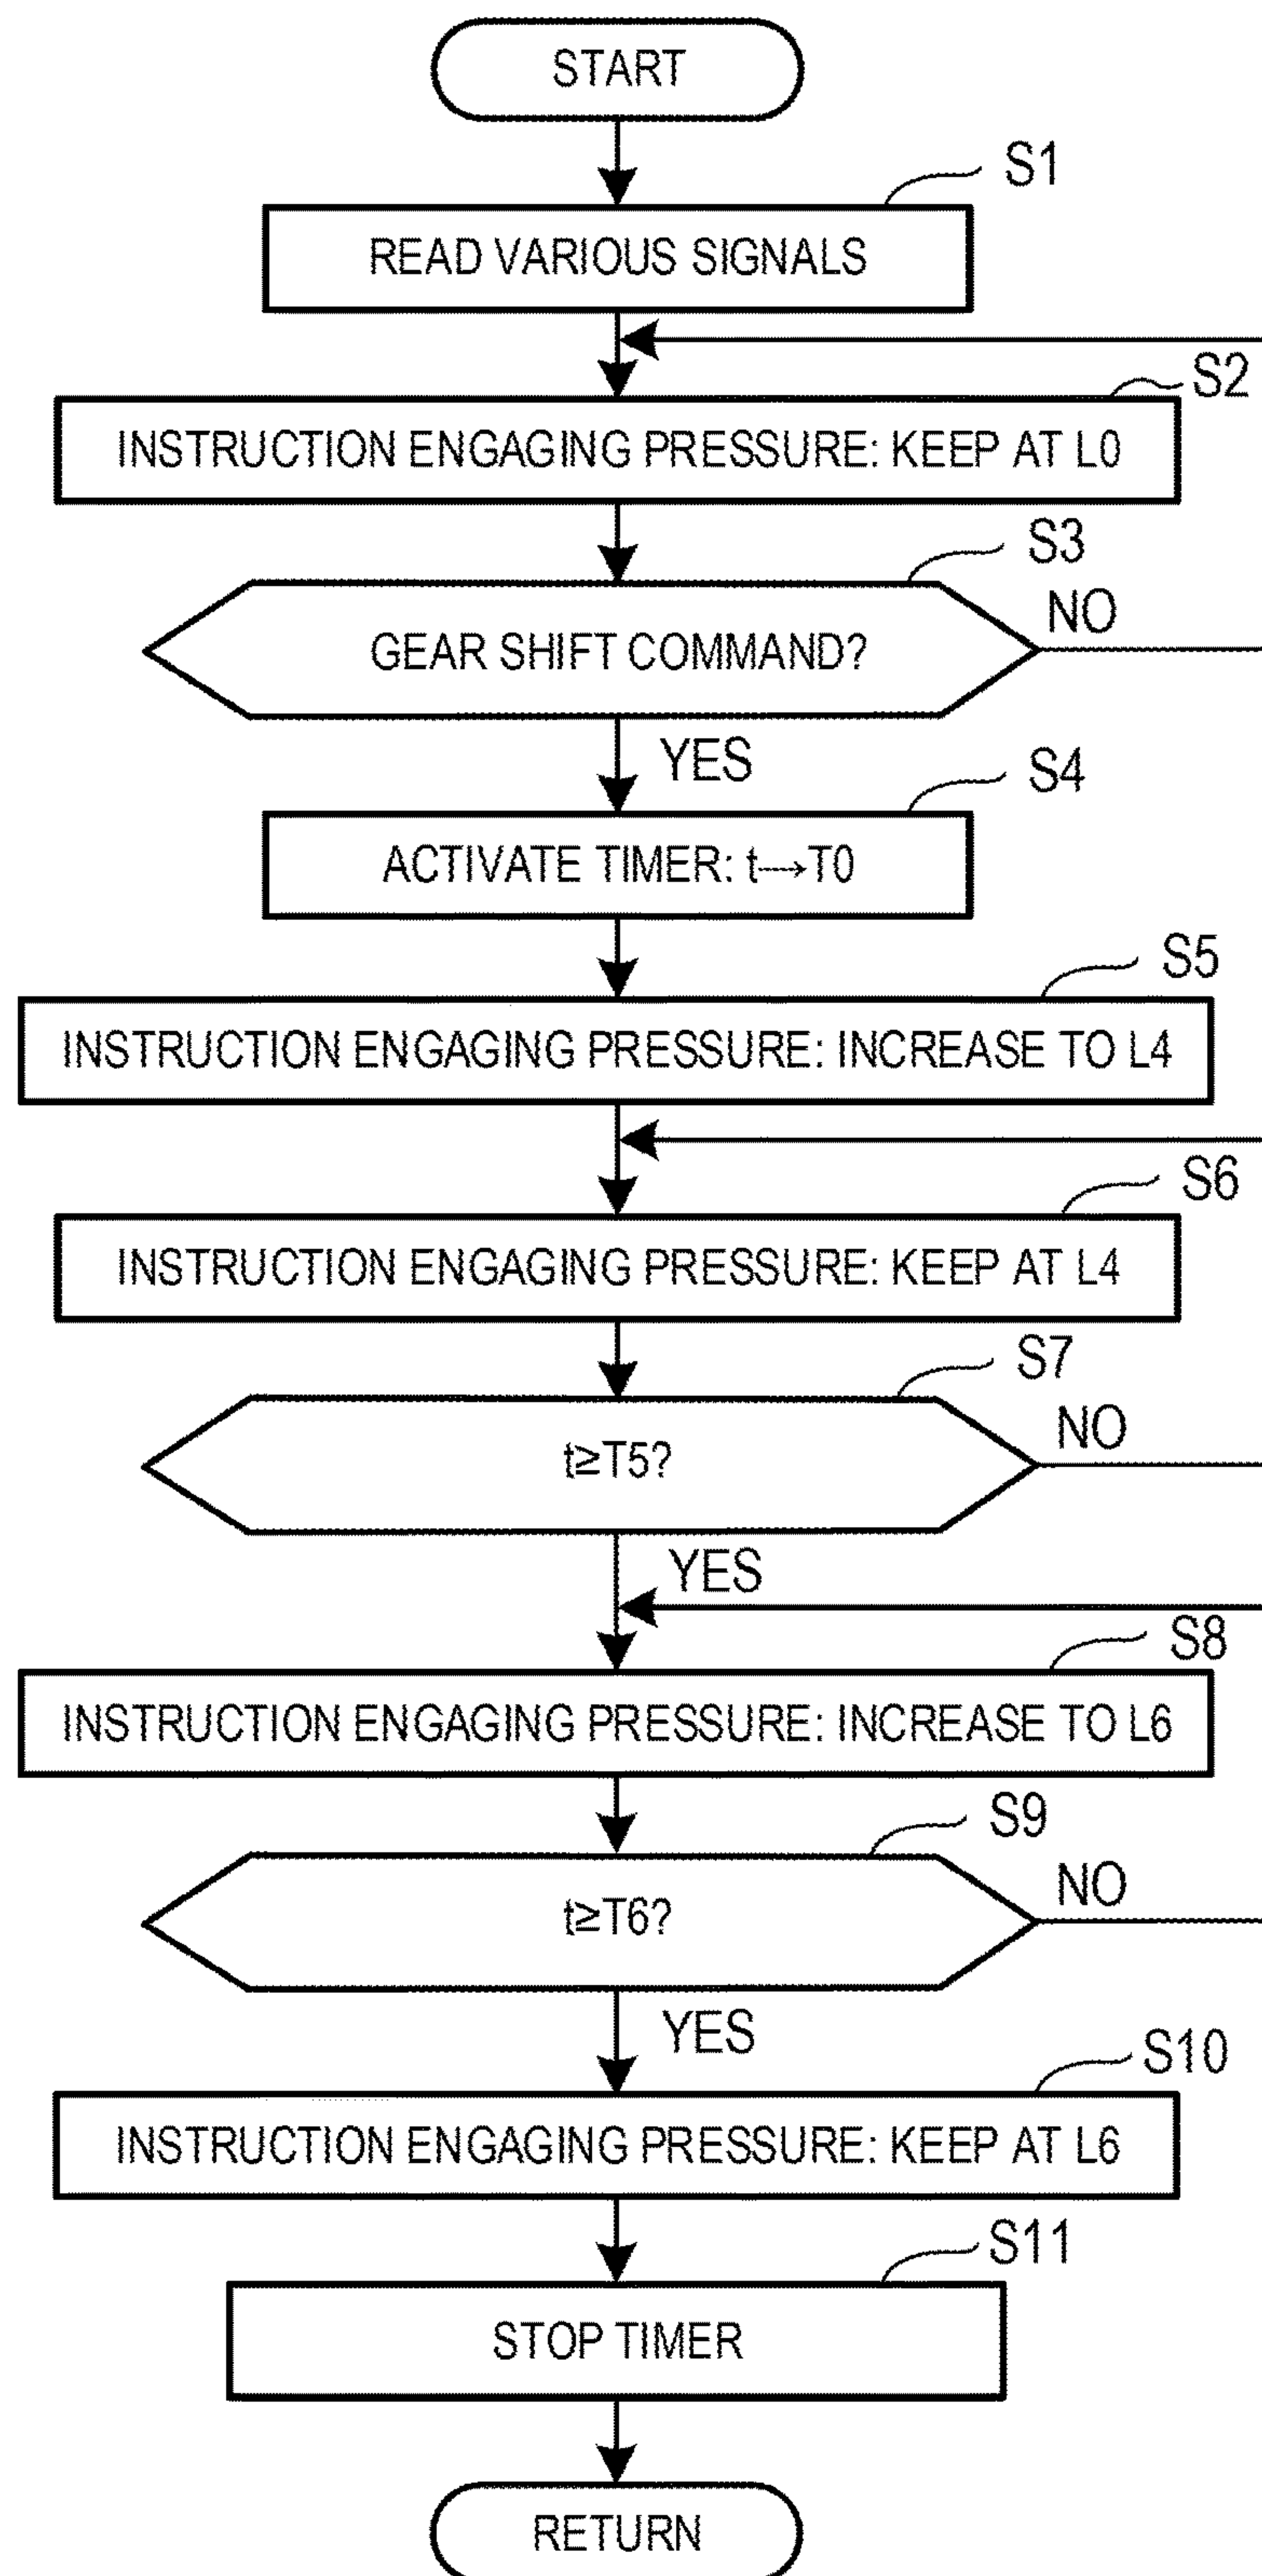 START
S1
READ VARIOUS SIGNALS
S2
INSTRUCTION ENGAGING PRESSURE: KEEP AT L0
S3
GEAR SHIFT COMMAND?
NO
YES
S4
ACTIVATE TIMER: t→T0
S5
INSTRUCTION ENGAGING PRESSURE: INCREASE TO L4
S6
INSTRUCTION ENGAGING PRESSURE: KEEP AT L4
S7
t≥T5?
NO
YES
S8
INSTRUCTION ENGAGING PRESSURE: INCREASE TO L6
S9
t≥T6?
NO
YES
S10
INSTRUCTION ENGAGING PRESSURE: KEEP AT L6
S11
STOP TIMER
RETURN